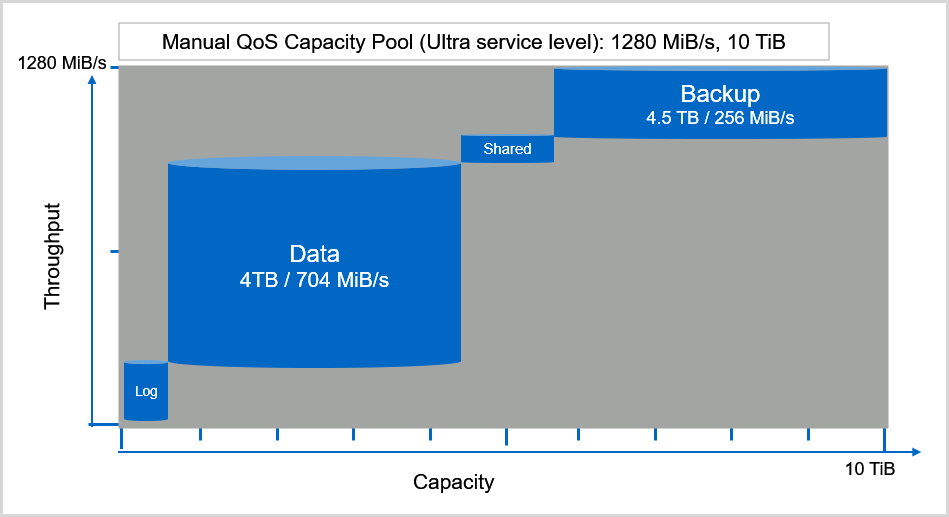 Manual QoS Capacity Pool (Ultra service level): 1280 MiB/s, 10 TiB
1280 MiB/s
Backup
4.5 TB / 256 MiB/s
Shared
Data
4TB / 704 MiB/s
Throughput
Log
10 TiB
Capacity